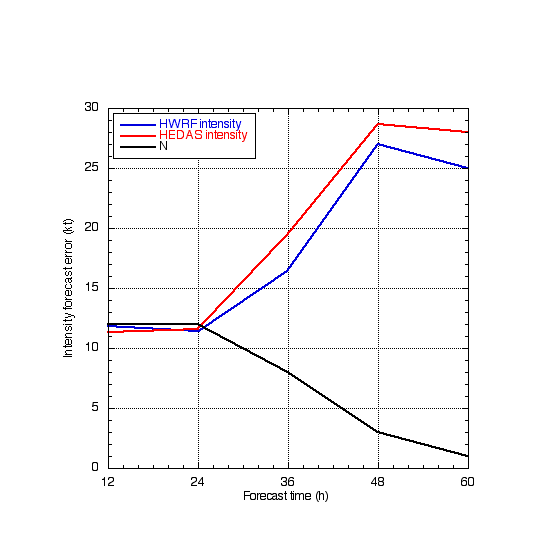 30
HWRF intensity
HEDAS intensity
N
25
20
15
10
5
0
Intensity forecast error (kt)
12 24 36 48 60
Forecast time (h)